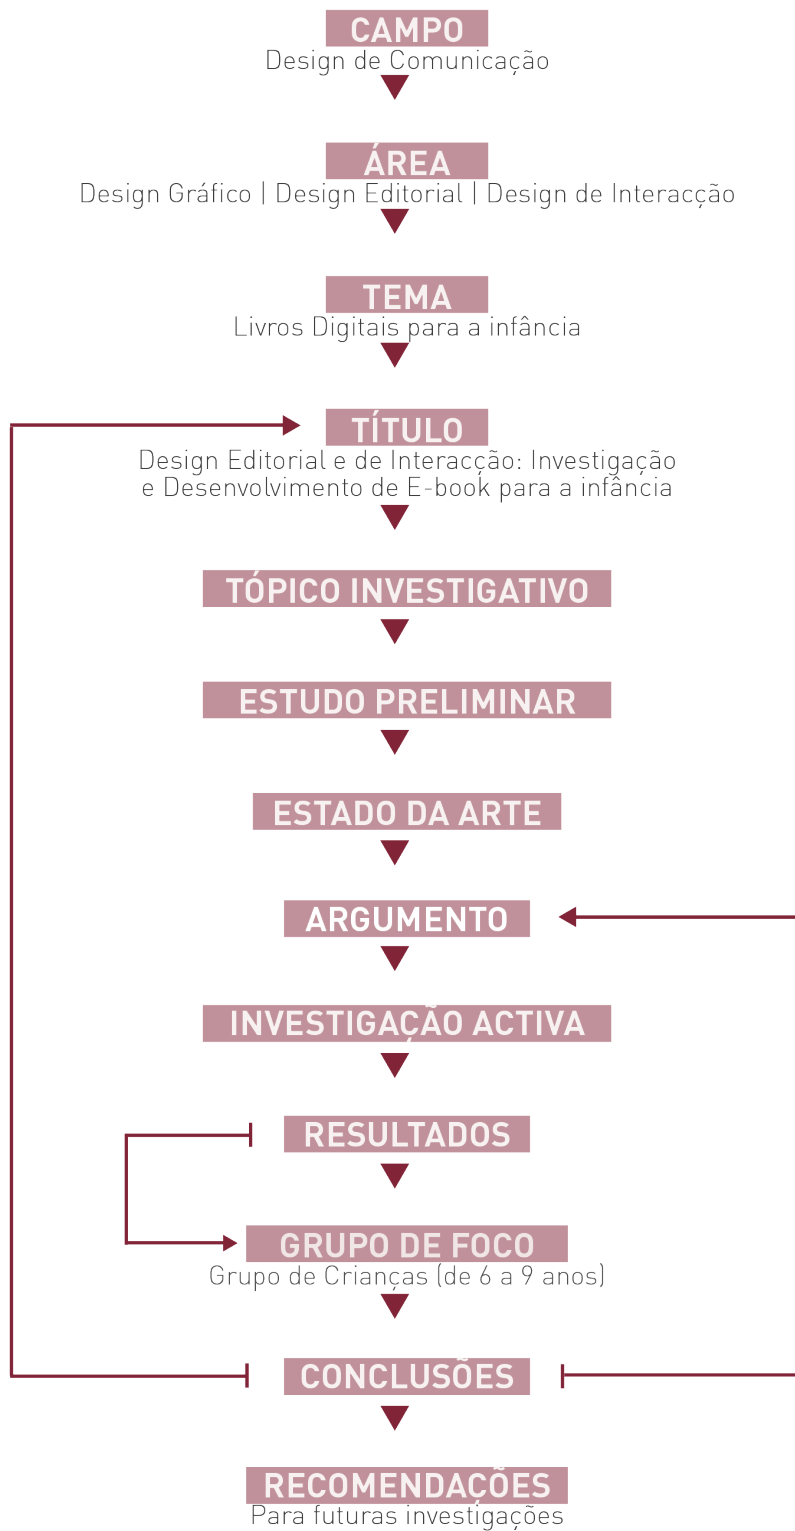 CAMPO
Design de Comunicação
ÁREA
Design Gráfico | Design Editorial | Design de Interacção
TEMA
Livros Digitais para a infância
TÍTULO
Design Editorial e de Interacção: Investigação
e Desenvolvimento de E-book para a infância
TÓPICO INVESTIGATIVO
ESTUDO PRELIMINAR
ESTADO DA ARTE
ARGUMENTO
INVESTIGAÇÃO ACTIVA
RESULTADOS
GRUPO DE FOCO
Grupo de Crianças (de 6 a 9 anos)
CONCLUSÕES
RECOMENDAÇÕES
Para futuras investigações